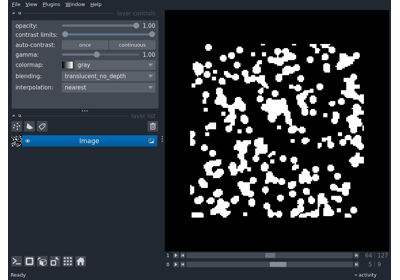 File View Plugins Window Help
layer controls
opacity: 1.00
contrast limits:
auto-contrast: once continuous
gamma: 1.00
colormap: gray
blending: translucent_no_depth
interpolation: nearest
layer list
Image
1 64 127
0 5 9
Ready activity